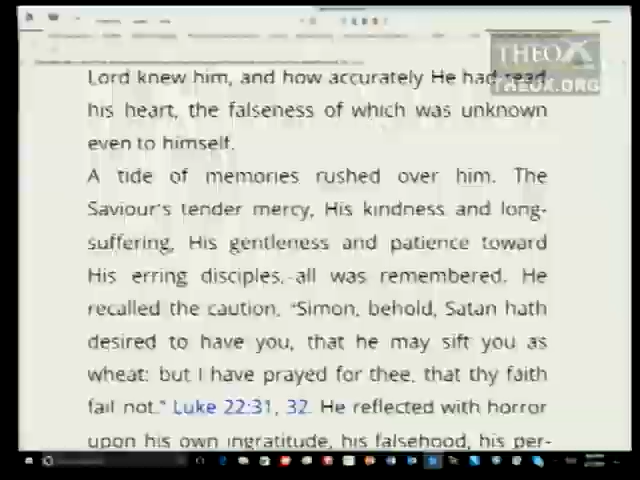 THEOX
THEOX.ORG
Lord knew him, and how accurately He had read
his heart, the falseness of which was unknown
even to himself.
A tide of memories rushed over him. The
Saviour's tender mercy, His kindness and long-
suffering, His gentleness and patience toward
His erring disciples, all was remembered. He
recalled the caution, "Simon, behold, Satan hath
desired to have you, that he may sift you as
wheat: but I have prayed for thee, that thy faith
fail not." Luke 22:31, 32. He reflected with horror
upon his own ingratitude, his falsehood, his per-